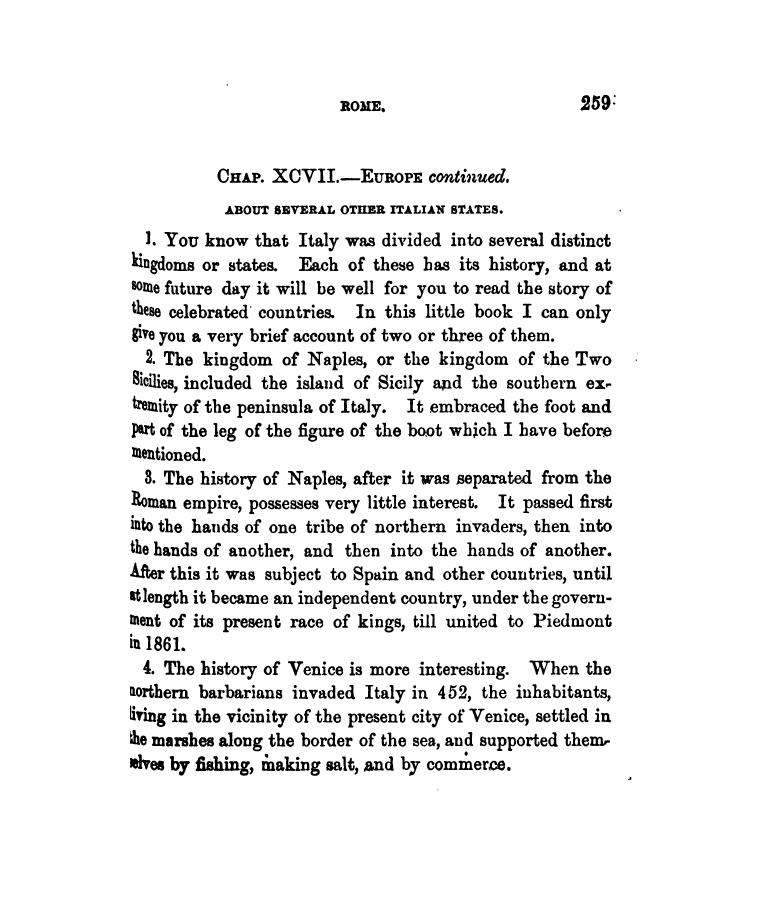 ROME. 259
CHAP. XCVII.—EUROPE continued.
ABOUT SEVERAL OTHER ITALIAN STATES.
1. You know that Italy was divided into several distinct
kingdoms or states. Each of these has its history, and at
some future day it will be well for you to read the story of
these celebrated countries. In this little book I can only
give you a very brief account of two or three of them.
2. The kingdom of Naples, or the kingdom of the Two
Sicilies, included the island of Sicily and the southern ex-
tremity of the peninsula of Italy. It embraced the foot and
part of the leg of the figure of the boot which I have before
mentioned.
3. The history of Naples, after it was separated from the
Roman empire, possesses very little interest. It passed first
into the hands of one tribe of northern invaders, then into
the hands of another, and then into the hands of another.
After this it was subject to Spain and other countries, until
at length it became an independent country, under the govern-
ment of its present race of kings, till united to Piedmont
in 1861.
4. The history of Venice is more interesting. When the
northern barbarians invaded Italy in 452, the inhabitants,
living in the vicinity of the present city of Venice, settled in
the marshes along the border of the sea, and supported them-
selves by fishing, making salt, and by commerce.